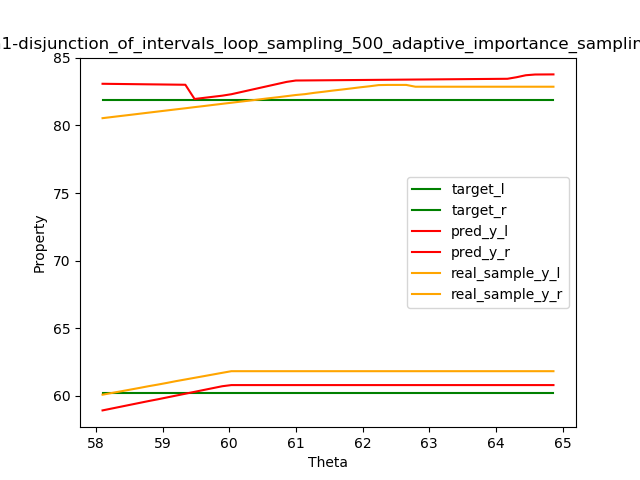 1-disjunction_of_intervals_loop_sampling_500_adaptive_importance_samplin
85
80
75
70
65
60
Property
target_l
target_r
pred_y_l
pred_y_r
real_sample_y_l
real_sample_y_r
58 59 60 61 62 63 64 65
Theta